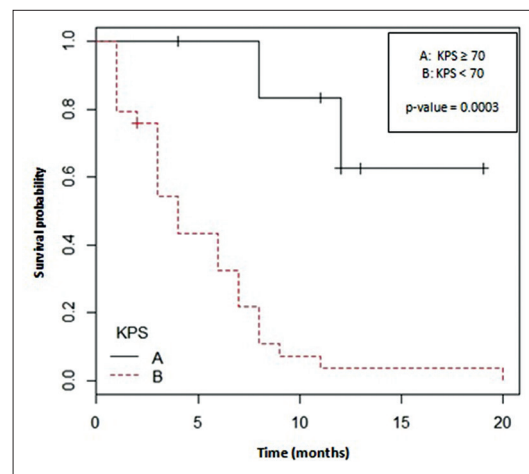 A: KPS ≥ 70
B: KPS < 70
p-value = 0.0003
1.0
0.8
0.6
0.4
0.2
0.0
Survival probability
KPS
A
B
0 5 10 15 20
Time (months)